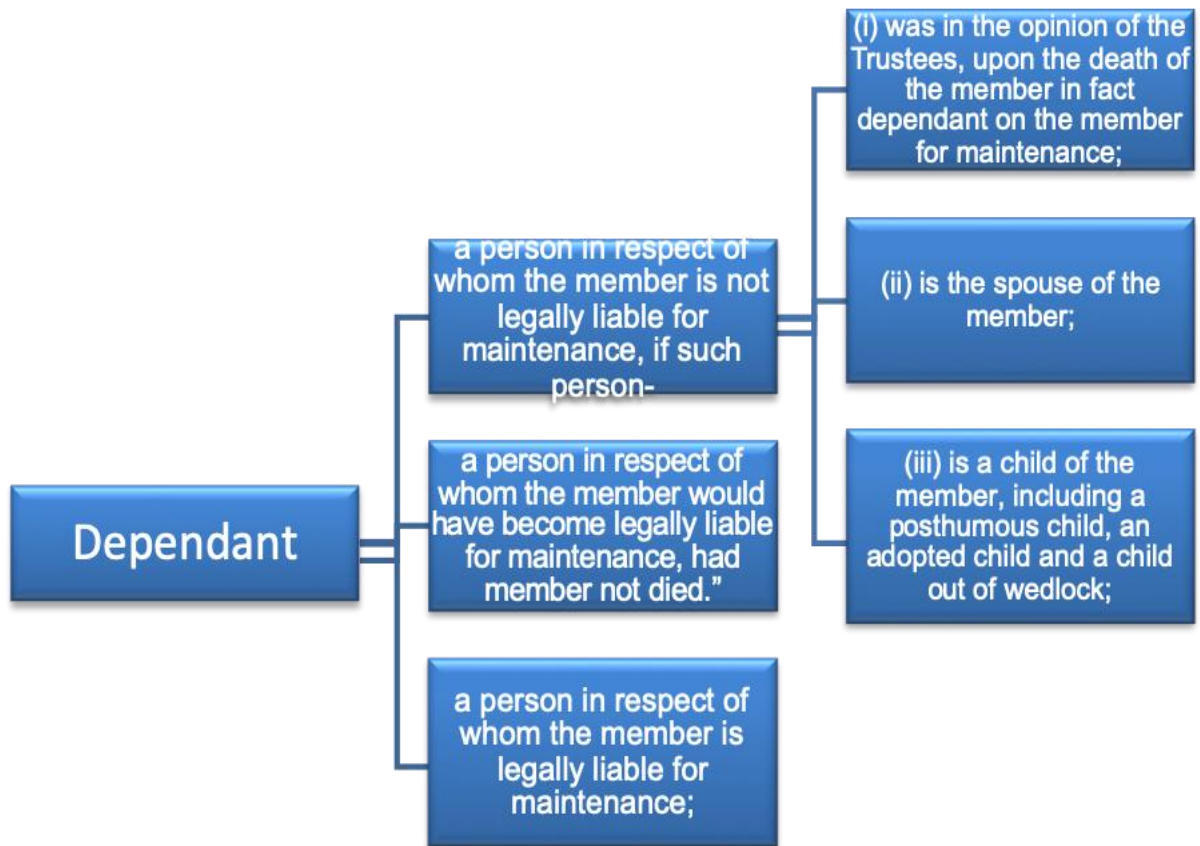 Dependant
a person in respect of
whom the member is not
legally liable for
maintenance, if such
person-
(i) was in the opinion of the
Trustees, upon the death of
the member in fact
dependant on the member
for maintenance;
(ii) is the spouse of the
member;
(iii) is a child of the
member, including a
posthumous child, an
adopted child and a child
out of wedlock;
a person in respect of
whom the member would
have become legally liable
for maintenance, had
member not died.”
a person in respect of
whom the member is
legally liable for
maintenance;